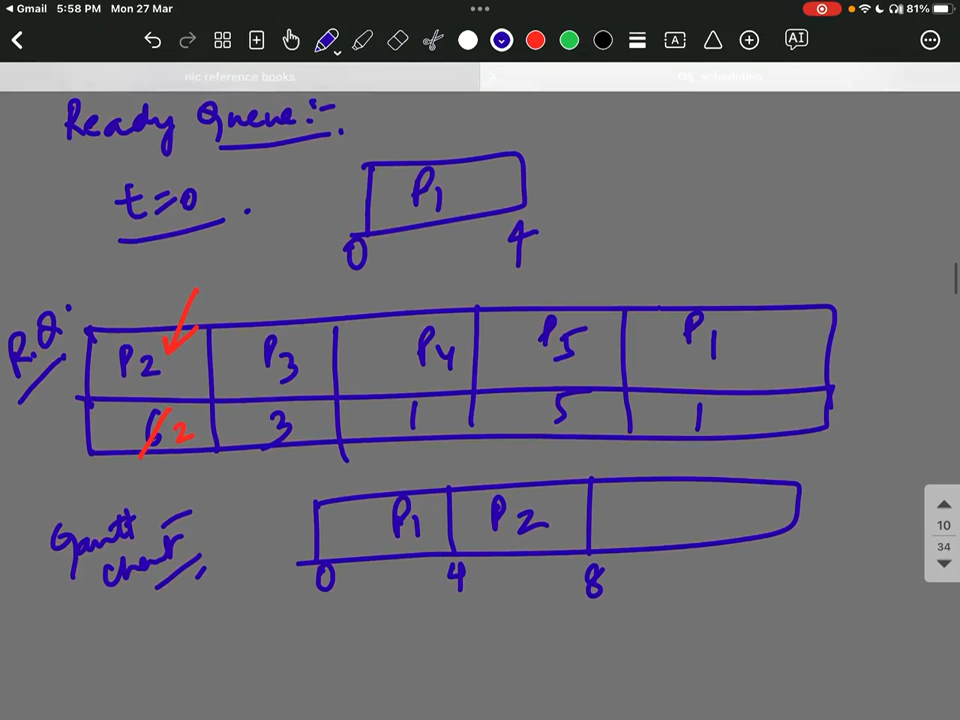 Gmail 5:58 PM Mon 27 Mar 81%
A AI
nic reference books OS scheduling
Ready Queue:-
t=0 P1
0 4
R.Q. P2 P3 P4 P5 P1
6 2 3 1 5 1
Gantt chart P1 P2
0 4 8
10
34